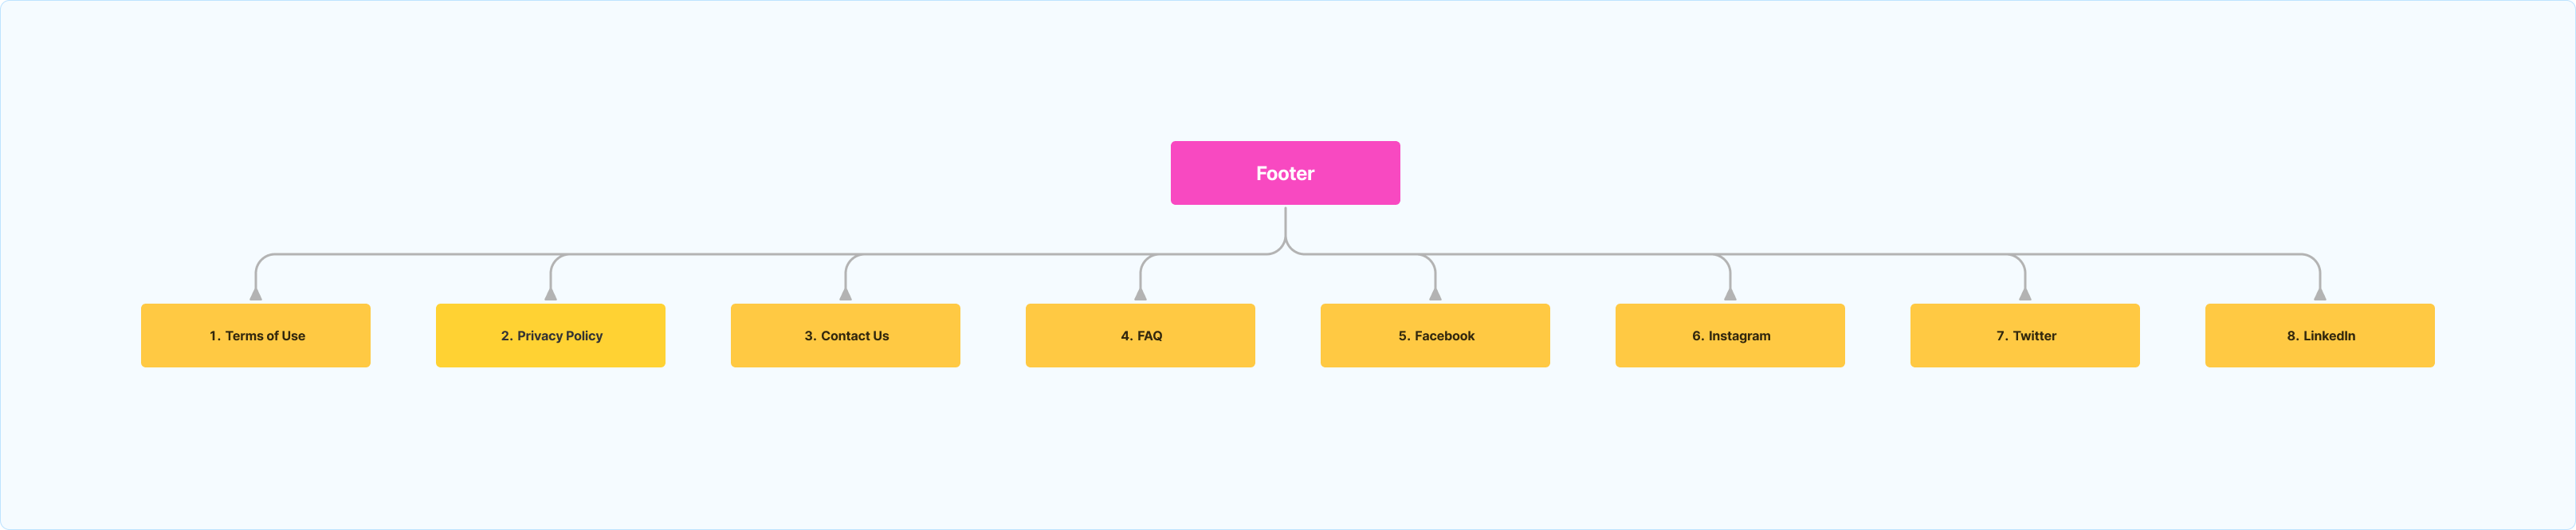 Footer
1. Terms of Use
2. Privacy Policy
3. Contact Us
4. FAQ
5. Facebook
6. Instagram
7. Twitter
8. LinkedIn